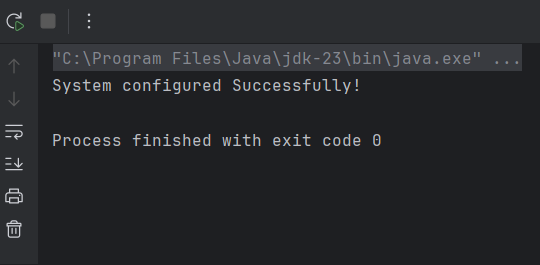 "C:\Program Files\Java\jdk-23\bin\java.exe" ...
System configured Successfully!
Process finished with exit code 0